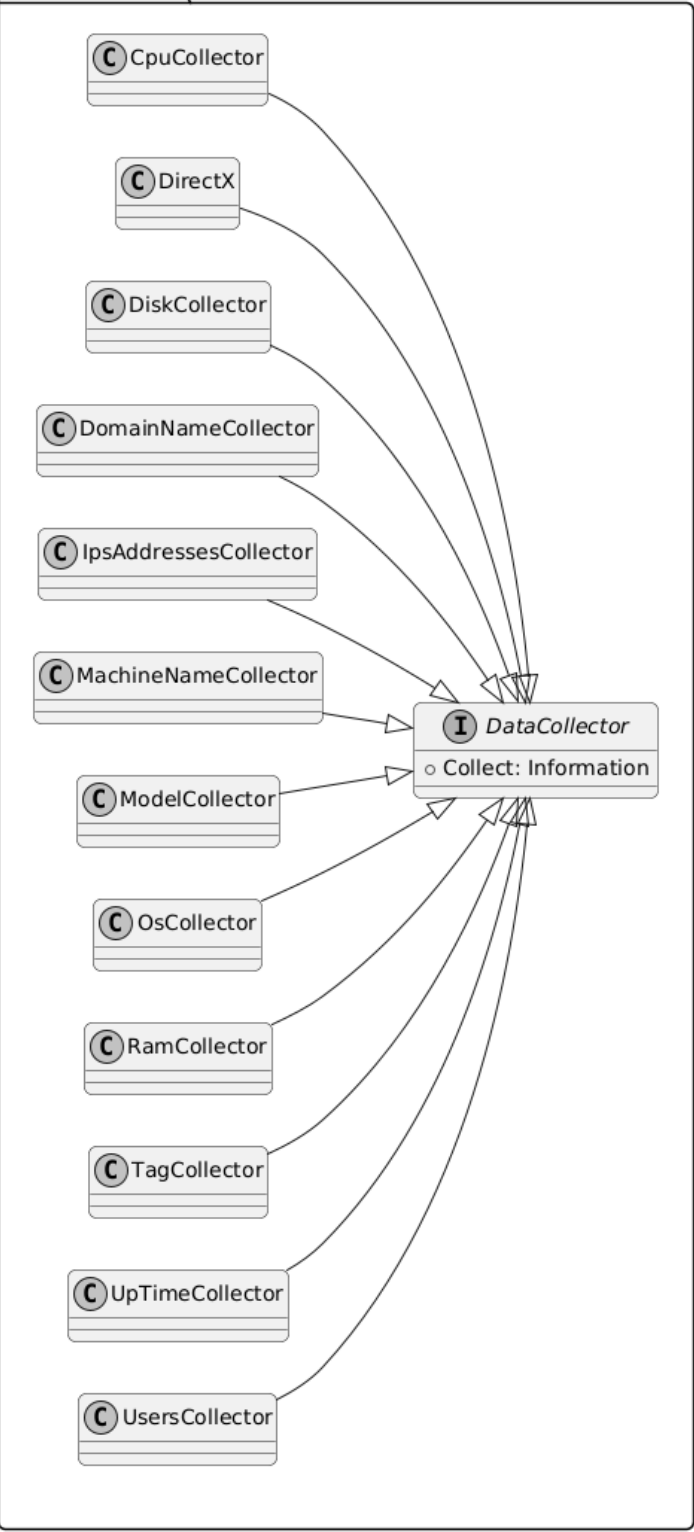 C CpuCollector
C DirectX
C DiskCollector
C DomainNameCollector
C IpsAddressesCollector
C MachineNameCollector
I DataCollector
Collect: Information
C ModelCollector
C OsCollector
C RamCollector
C TagCollector
C UpTimeCollector
C UsersCollector